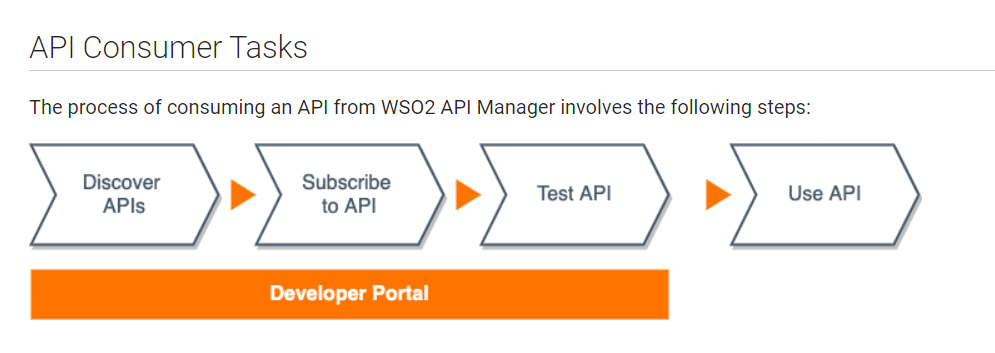 API Consumer Tasks
The process of consuming an API from WSO2 API Manager involves the following steps:
Discover
APIs
Subscribe
to API
Test API
Use API
Developer Portal